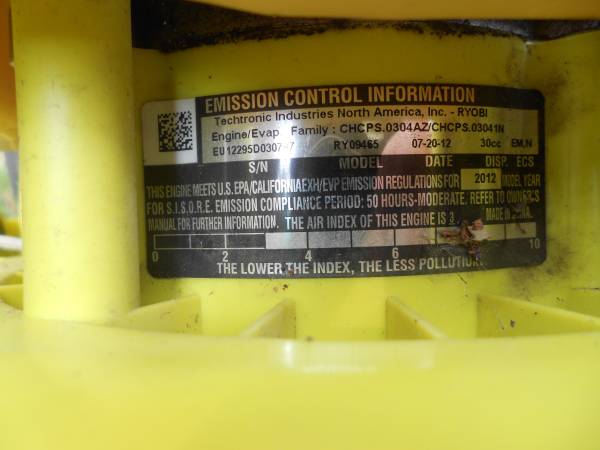 EMISSION CONTROL INFORMATION
Techtronic Industries North America, Inc. - RYOBI
Engine/Evap. Family : CHCPS.0304AZ/CHCPS.03041N
RY09465 07-20-12 30cc EM,N
S/N MODEL DATE DISP. ECS
THIS ENGINE MEETS U.S.EPA/CALIFORNIA EXH/EVP EMISSION REGULATIONS FOR 2012 MODEL YEAR
FOR S.I.S.O.R.E. EMISSION COMPLIANCE PERIOD: 50 HOURS-MODERATE. REFER TO OWNER'S
MANUAL FOR FURTHER INFORMATION. THE AIR INDEX OF THIS ENGINE IS 3 MADE IN CHINA.
0 2 4 6 10
THE LOWER THE INDEX, THE LESS POLLUTION.